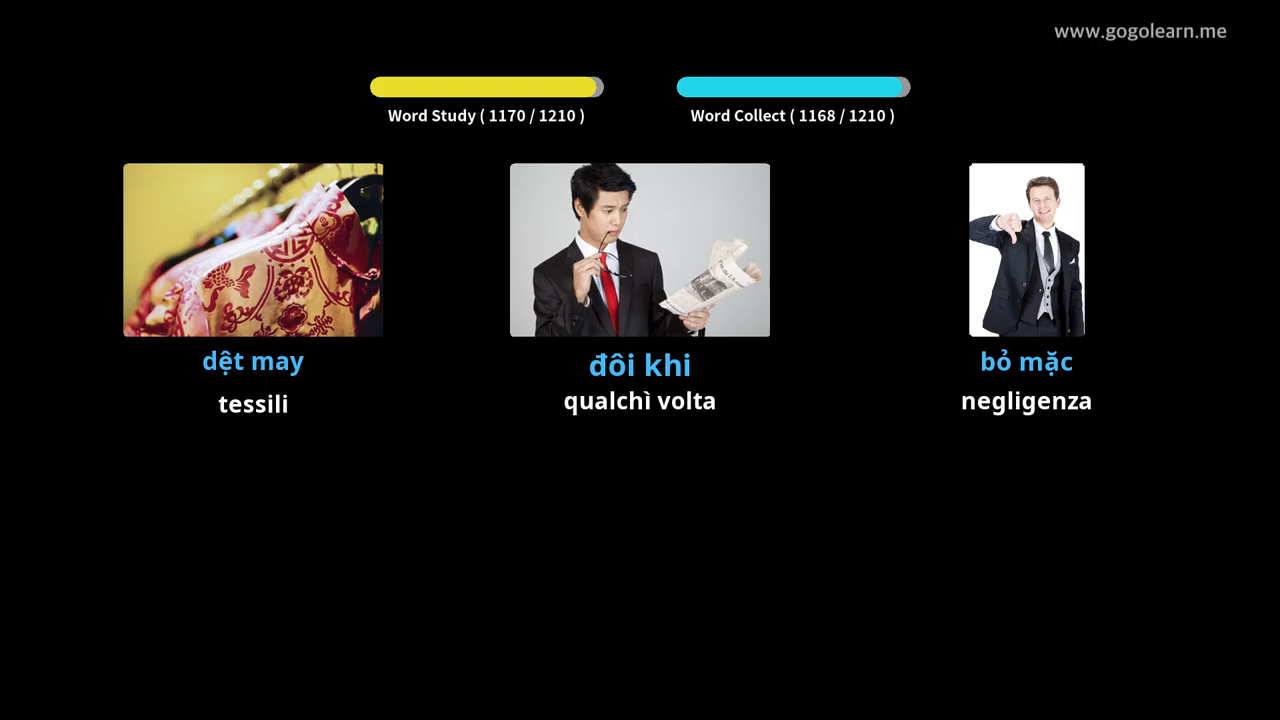 www.gogolearn.me
Word Study ( 1170 / 1210 )
Word Collect ( 1168 / 1210 )
dệt may
đôi khi
bỏ mặc
tessili
qualchì volta
negligenza